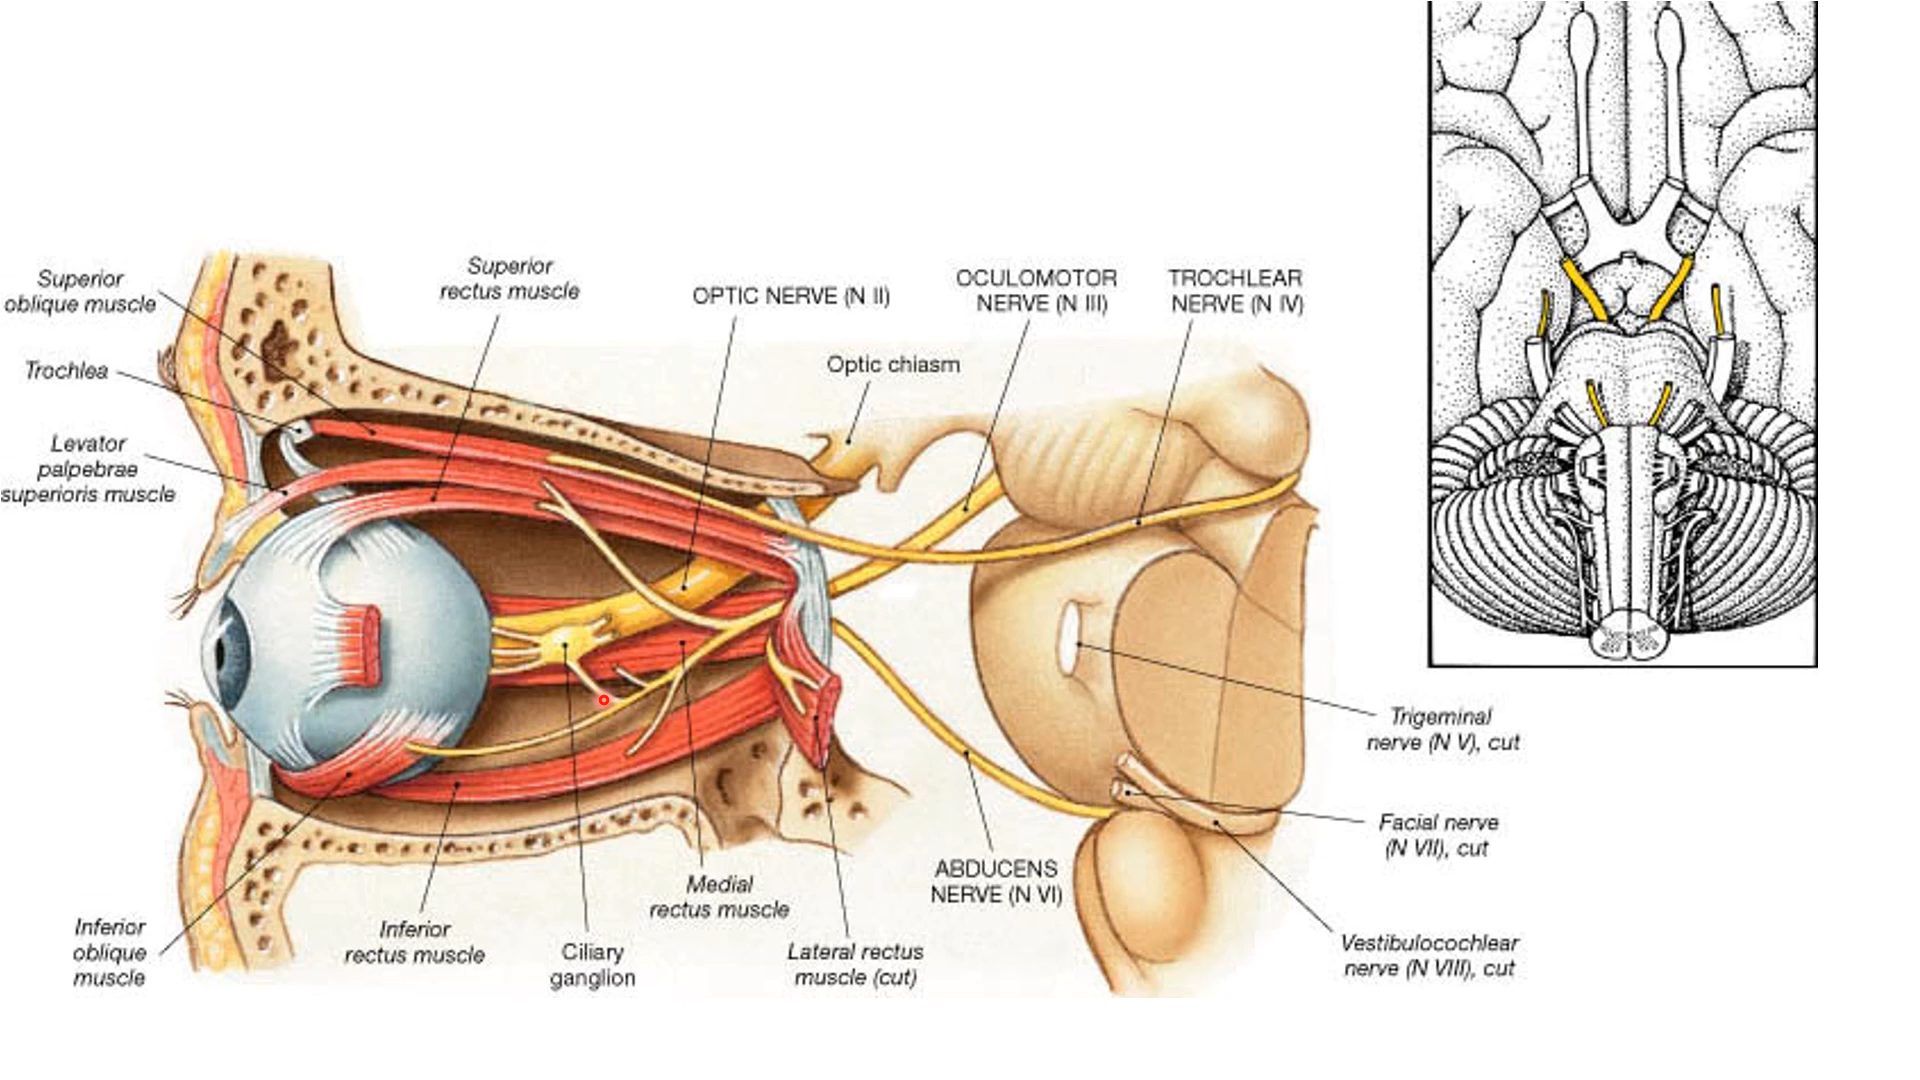 Superior
oblique muscle
Superior
rectus muscle
OPTIC NERVE (N II)
OCULOMOTOR
NERVE (N III)
TROCHLEAR
NERVE (N IV)
Trochlea
Optic chiasm
Levator
palpebrae
superioris muscle
Trigeminal
nerve (N V), cut
Facial nerve
(N VII), cut
ABDUCENS
NERVE (N VI)
Medial
rectus muscle
Inferior
oblique
muscle
Inferior
rectus muscle
Ciliary
ganglion
Lateral rectus
muscle (cut)
Vestibulocochlear
nerve (N VIII), cut